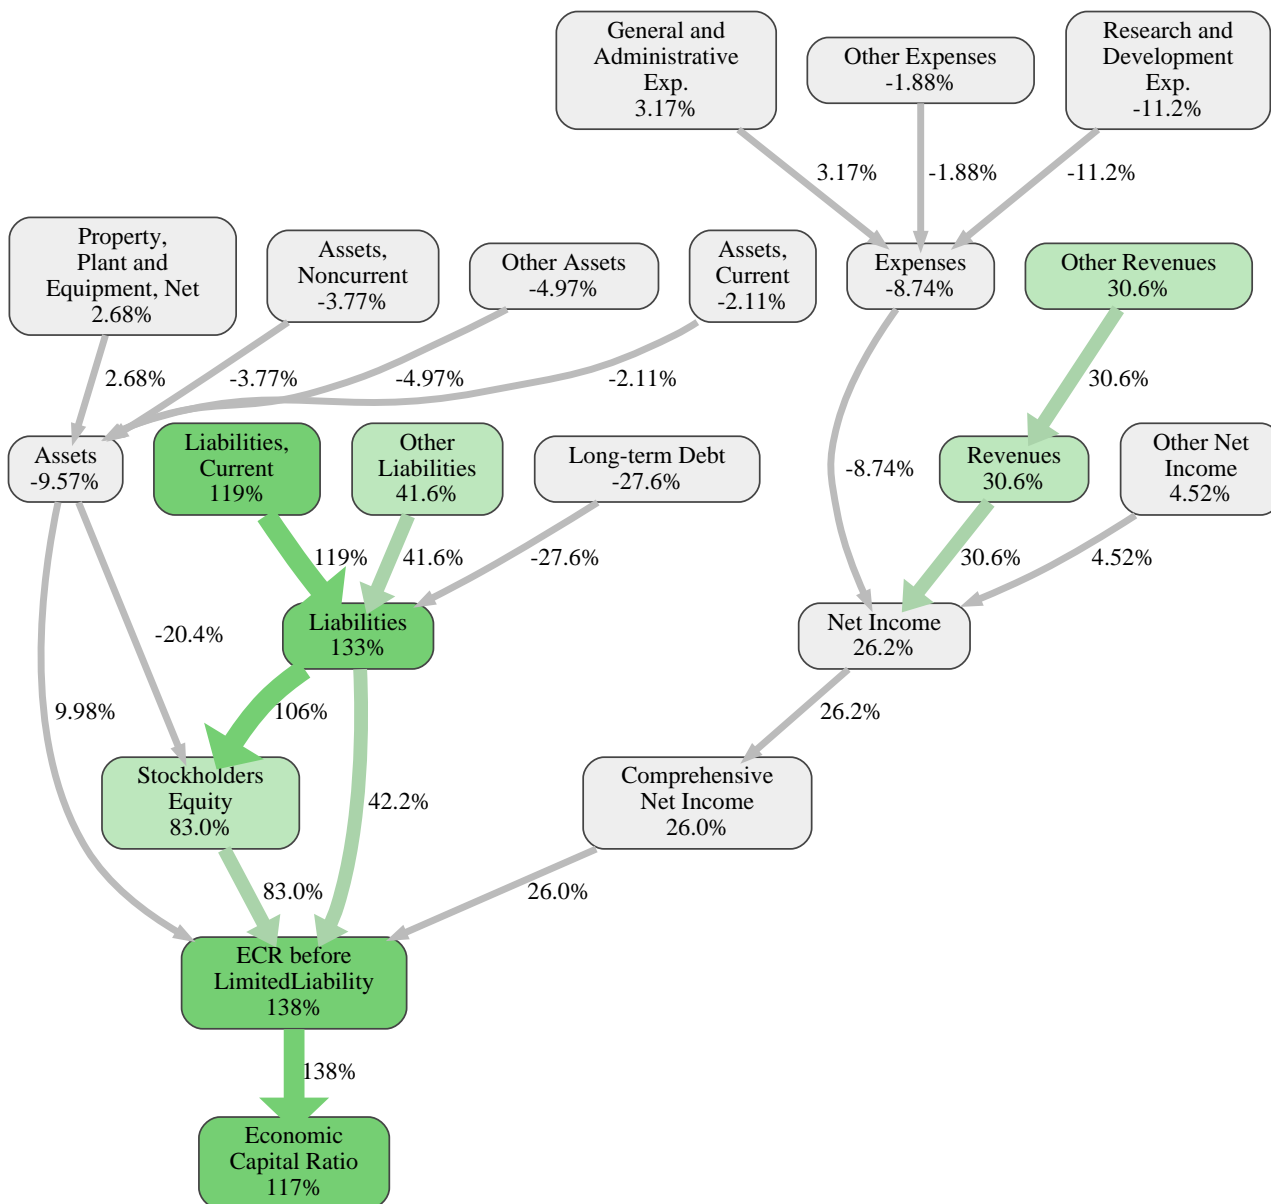 General and
Administrative
Exp.
3.17%
Other Expenses
-1.88%
Research and
Development
Exp.
-11.2%
3.17%
-1.88%
-11.2%
Property,
Plant and
Equipment, Net
2.68%
Assets,
Noncurrent
-3.77%
Other Assets
-4.97%
Assets,
Current
-2.11%
Expenses
-8.74%
Other Revenues
30.6%
2.68%
-3.77%
-4.97%
-2.11%
30.6%
Assets
-9.57%
Liabilities,
Current
119%
Other
Liabilities
41.6%
Long-term Debt
-27.6%
-8.74%
Revenues
30.6%
Other Net
Income
4.52%
119%
41.6%
-27.6%
30.6%
4.52%
-20.4%
Liabilities
133%
Net Income
26.2%
9.98%
106%
26.2%
Stockholders
Equity
83.0%
42.2%
Comprehensive
Net Income
26.0%
83.0%
26.0%
ECR before
LimitedLiability
138%
138%
Economic
Capital Ratio
117%